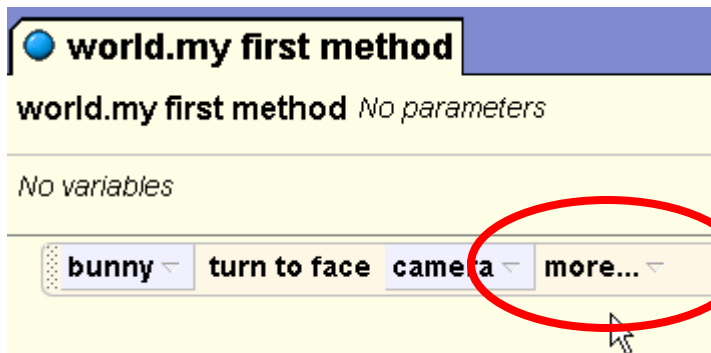 world.my first method
world.my first method No parameters
No variables
bunny turn to face camera more...